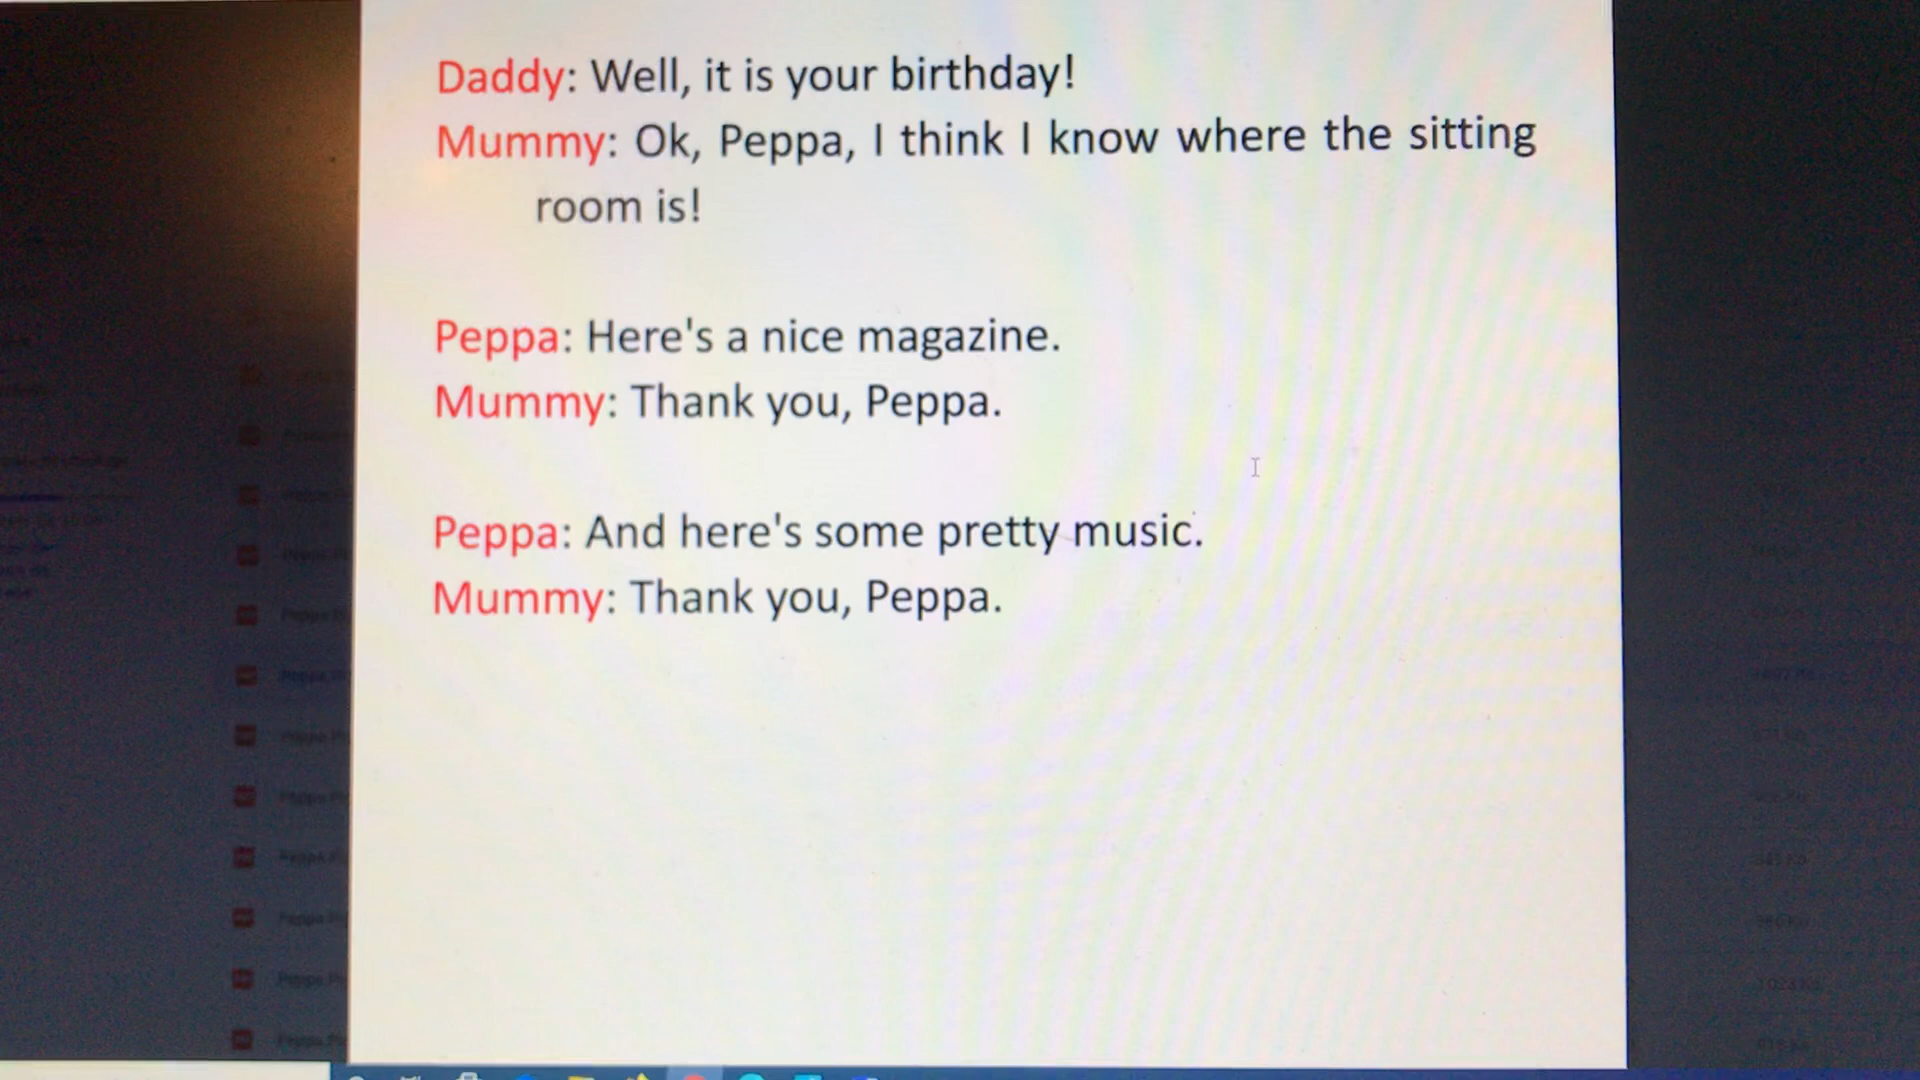 Daddy: Well, it is your birthday!
Mummy: Ok, Peppa, I think I know where the sitting
room is!
Peppa: Here's a nice magazine.
Mummy: Thank you, Peppa.
Peppa: And here's some pretty music.
Mummy: Thank you, Peppa.